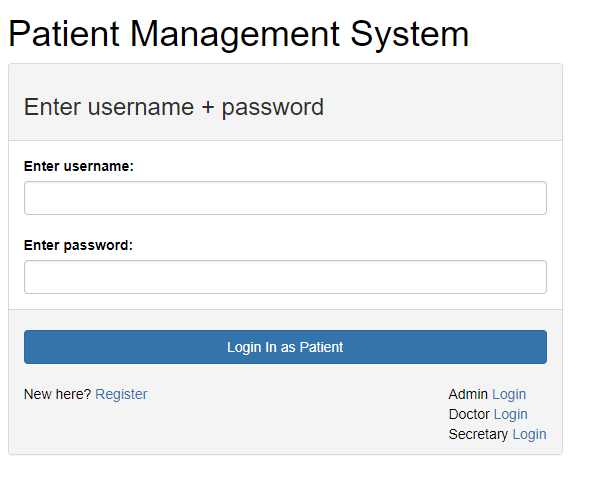 Patient Management System
Enter username + password
Enter username:
Enter password:
Login In as Patient
New here? Register
Admin Login
Doctor Login
Secretary Login